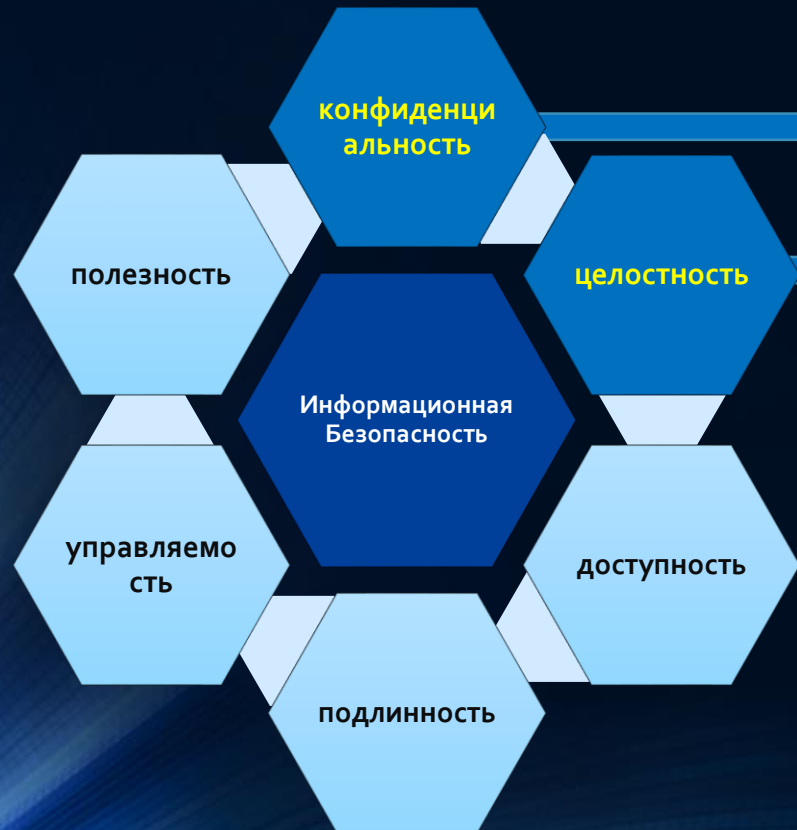 конфиденци
альность
полезность
целостность
Информационная
Безопасность
управляемо
сть
доступность
подлинность